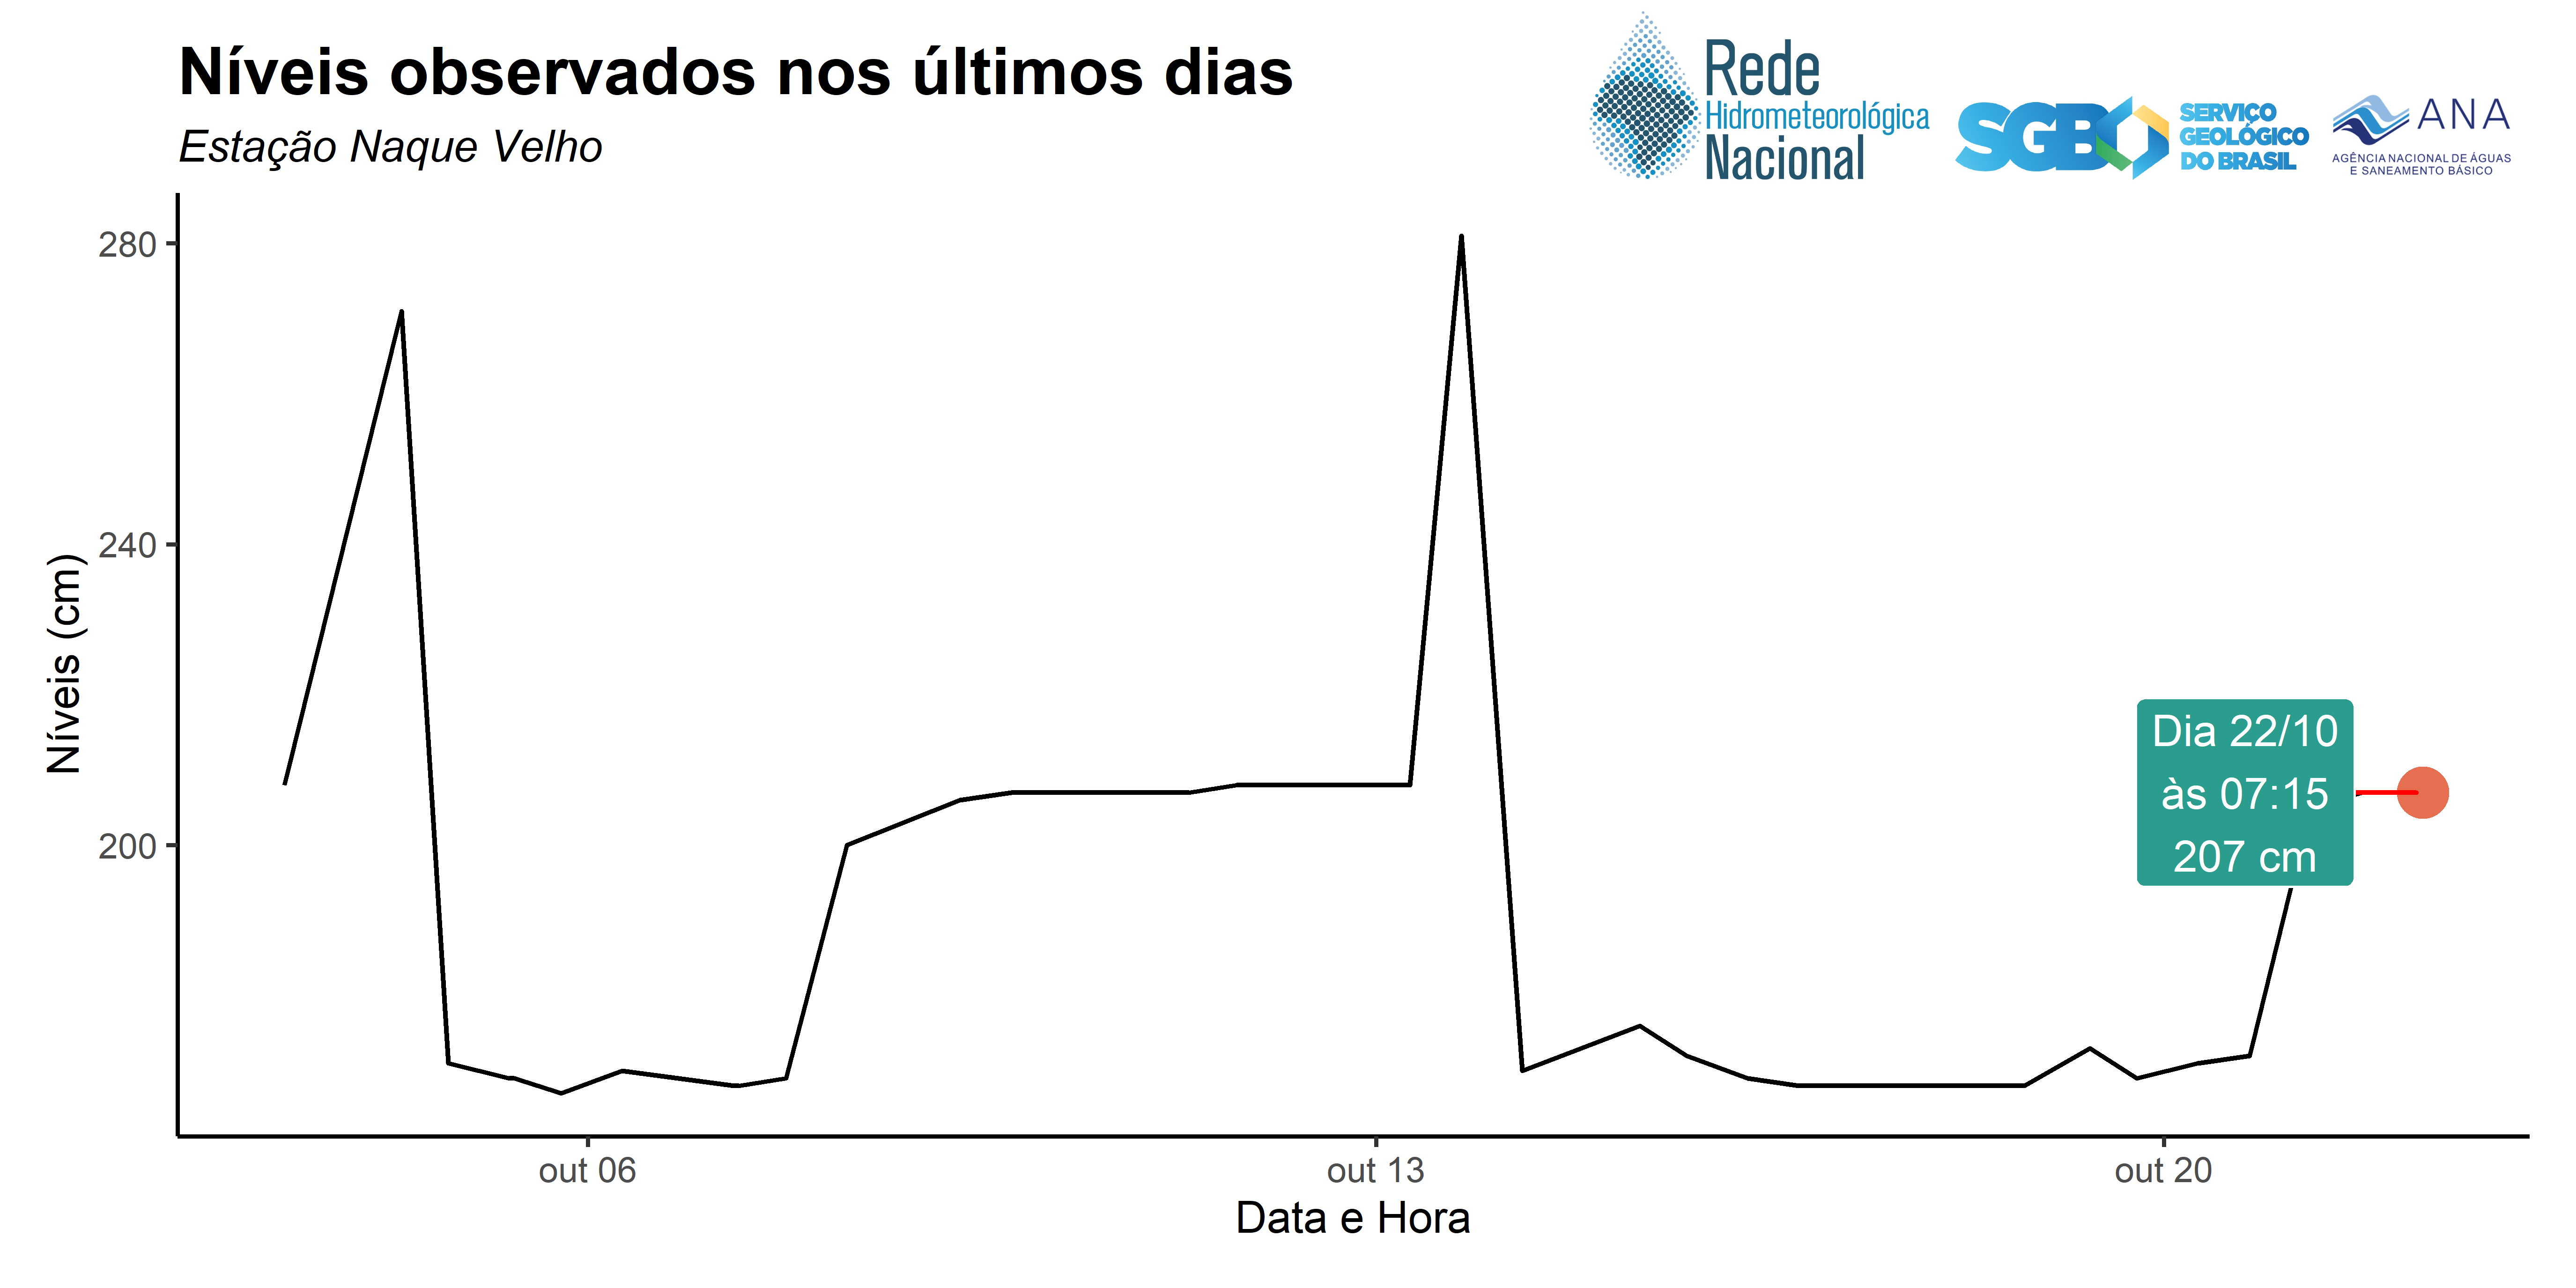 Níveis observados nos últimos dias
Estação Naque Velho
Rede
Hidrometeorológica
Nacional
SGB
SERVIÇO
GEOLÓGICO
DO BRASIL
ANA
AGÊNCIA NACIONAL DE ÁGUAS
E SANEAMENTO BÁSICO
Níveis (cm)
280
240
200
Dia 22/10
às 07:15
207 cm
out 06
out 13
out 20
Data e Hora